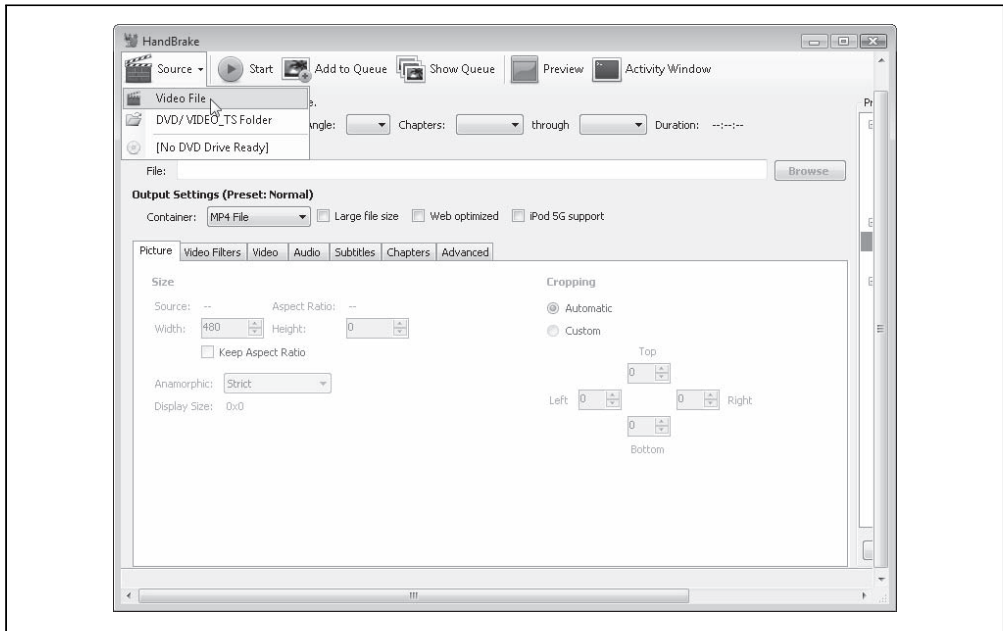 HandBrake
Source Start Add to Queue Show Queue Preview Activity Window
Video File
DVD/ VIDEO_TS Folder
[No DVD Drive Ready]
Angle: Chapters: through Duration: --:--:--
File: Browse
Output Settings (Preset: Normal)
Container: MP4 File Large file size Web optimized iPod 5G support
Picture Video Filters Video Audio Subtitles Chapters Advanced
Size
Source: -- Aspect Ratio: --
Width: 480 Height: 0
Keep Aspect Ratio
Anamorphic: Strict
Display Size: 0x0
Cropping
Automatic
Custom
Top
0
Left 0 0 Right
0
Bottom